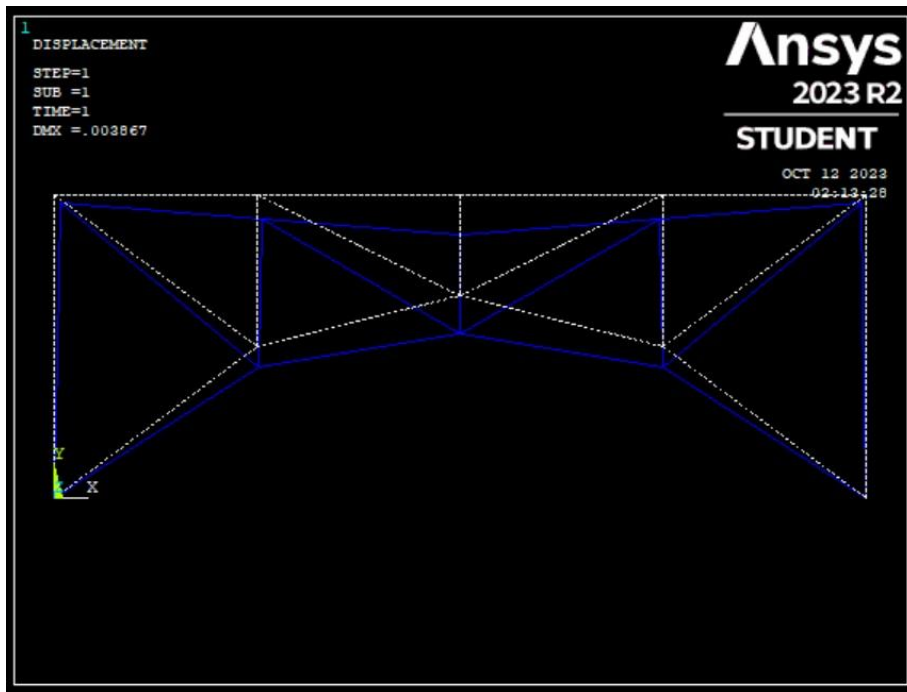 1
DISPLACEMENT
STEP=1
SUB =1
TIME=1
DMX =.003867
Ansys
2023 R2
STUDENT
OCT 12 2023
02:13:28
Y
X